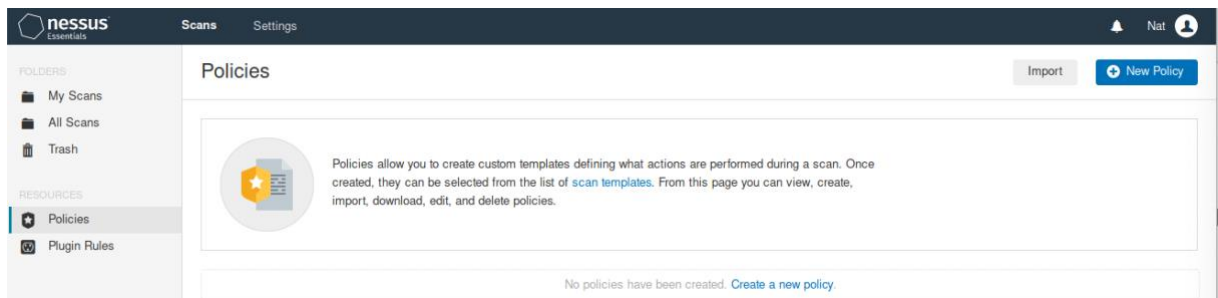 nessus
Essentials
Scans Settings
Nat
FOLDERS
My Scans
All Scans
Trash
RESOURCES
Policies
Plugin Rules
Policies
Import
New Policy
Policies allow you to create custom templates defining what actions are performed during a scan. Once
created, they can be selected from the list of scan templates. From this page you can view, create,
import, download, edit, and delete policies.
No policies have been created. Create a new policy.